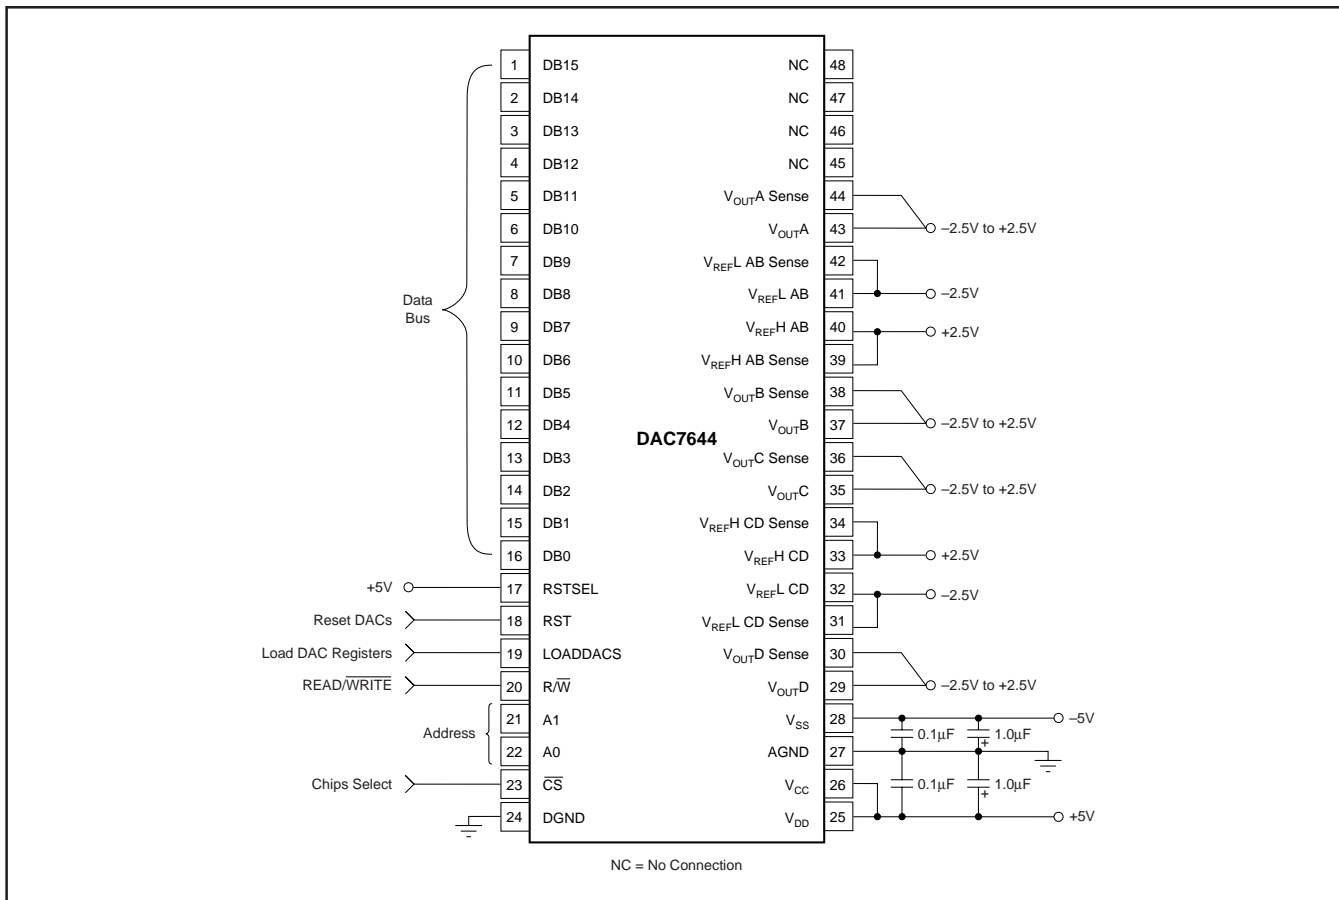 1 DB15 NC 48
2 DB14 NC 47
3 DB13 NC 46
4 DB12 NC 45
5 DB11 VOUTA Sense 44
6 DB10 VOUTA 43 –2.5V to +2.5V
7 DB9 VREFL AB Sense 42
8 DB8 VREFL AB 41 –2.5V
Data
Bus
9 DB7 VREFH AB 40 +2.5V
10 DB6 VREFH AB Sense 39
11 DB5 VOUTB Sense 38
12 DB4 VOUTB 37 –2.5V to +2.5V
DAC7644
13 DB3 VOUTC Sense 36
14 DB2 VOUTC 35 –2.5V to +2.5V
15 DB1 VREFH CD Sense 34
16 DB0 VREFH CD 33 +2.5V
+5V 17 RSTSEL VREFL CD 32 –2.5V
Reset DACs 18 RST VREFL CD Sense 31
Load DAC Registers 19 LOADDACS VOUTD Sense 30
READ/W̅R̅I̅T̅E̅ 20 R/W̅ VOUTD 29 –2.5V to +2.5V
21 A1 VSS 28 –5V
Address
0.1µF 1.0µF
+
22 A0 AGND 27
Chips Select 23 C̅S̅ VCC 26
0.1µF 1.0µF
+
24 DGND VDD 25 +5V
NC = No Connection